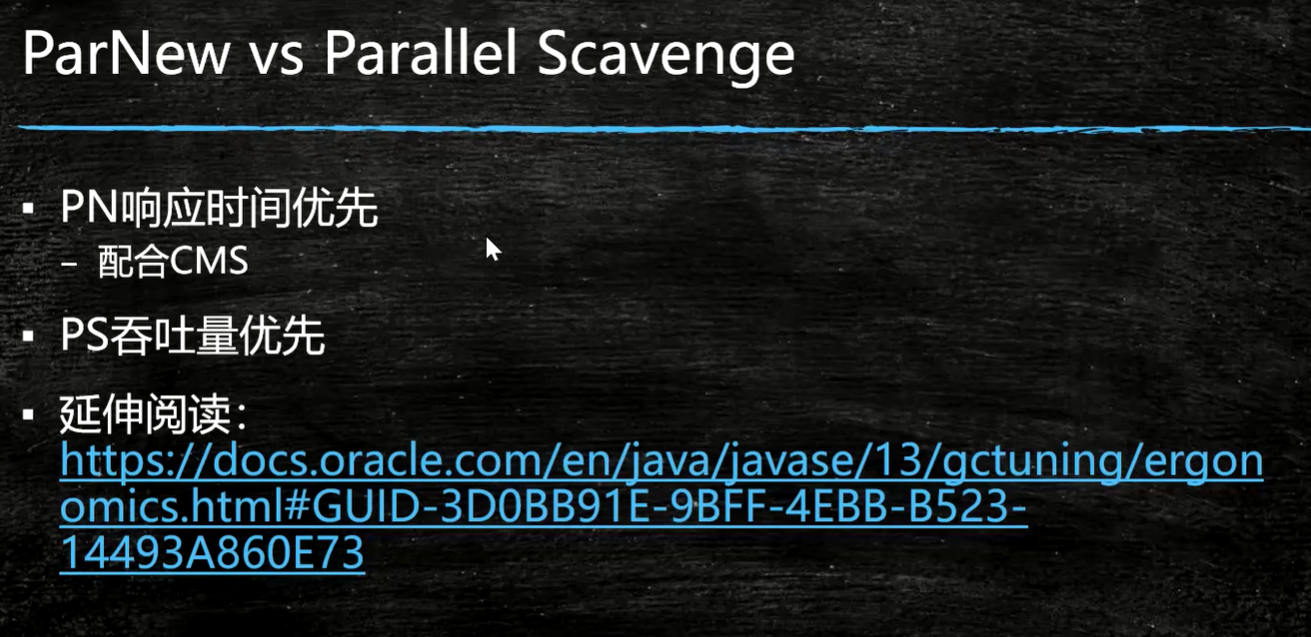 ParNew vs Parallel Scavenge
▪ PN响应时间优先
– 配合CMS
▪ PS吞吐量优先
▪ 延伸阅读：
https://docs.oracle.com/en/java/javase/13/gctuning/ergon
omics.html#GUID-3D0BB91E-9BFF-4EBB-B523-
14493A860E73